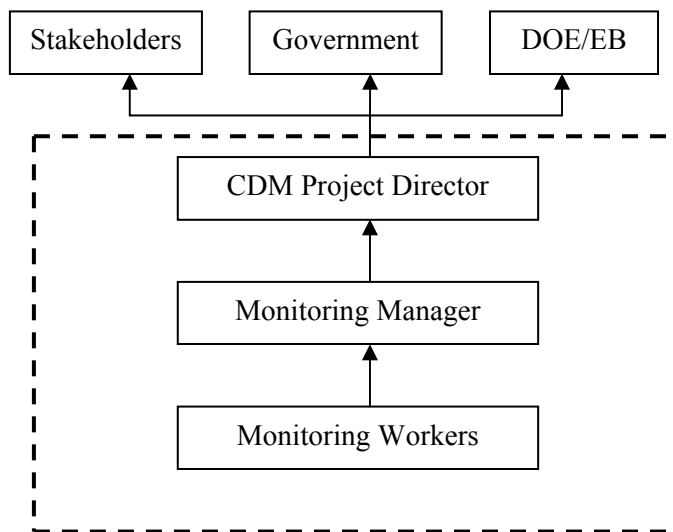 Stakeholders
Government
DOE/EB
CDM Project Director
Monitoring Manager
Monitoring Workers